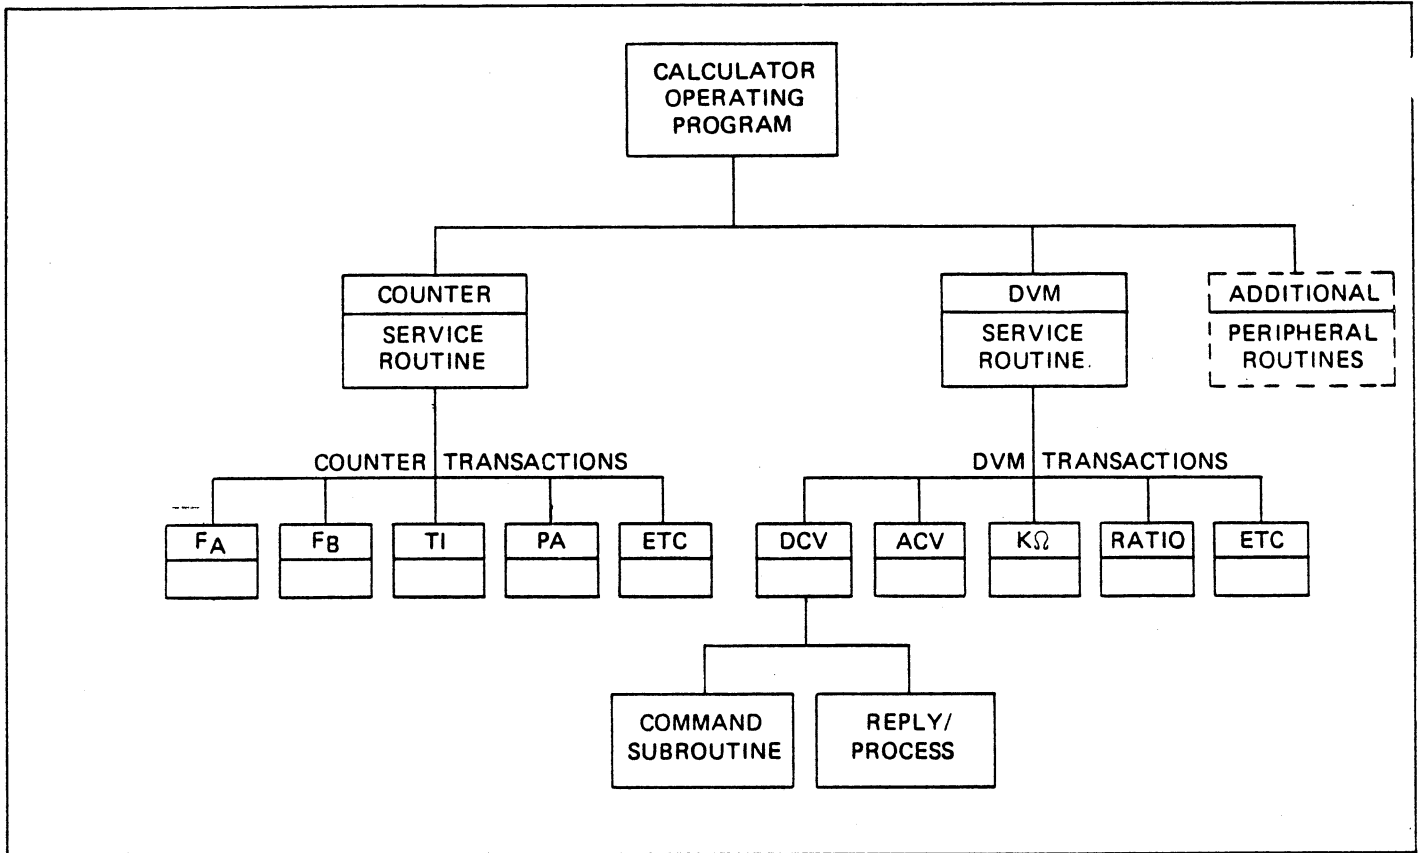 CALCULATOR
OPERATING
PROGRAM
COUNTER
SERVICE
ROUTINE
DVM
SERVICE
ROUTINE.
ADDITIONAL
PERIPHERAL
ROUTINES
COUNTER TRANSACTIONS
DVM TRANSACTIONS
FA
FB
TI
PA
ETC
DCV
ACV
KΩ
RATIO
ETC
COMMAND
SUBROUTINE
REPLY/
PROCESS